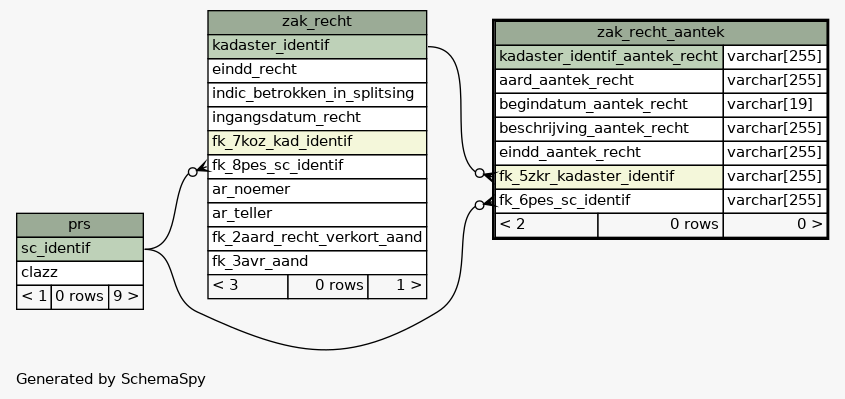 zak_recht
kadaster_identif
eindd_recht
indic_betrokken_in_splitsing
ingangsdatum_recht
fk_7koz_kad_identif
fk_8pes_sc_identif
ar_noemer
ar_teller
fk_2aard_recht_verkort_aand
fk_3avr_aand
< 3 0 rows 1 >
zak_recht_aantek
kadaster_identif_aantek_recht varchar[255]
aard_aantek_recht varchar[255]
begindatum_aantek_recht varchar[19]
beschrijving_aantek_recht varchar[255]
eindd_aantek_recht varchar[255]
fk_5zkr_kadaster_identif varchar[255]
fk_6pes_sc_identif varchar[255]
< 2 0 rows 0 >
prs
sc_identif
clazz
< 1 0 rows 9 >
Generated by SchemaSpy